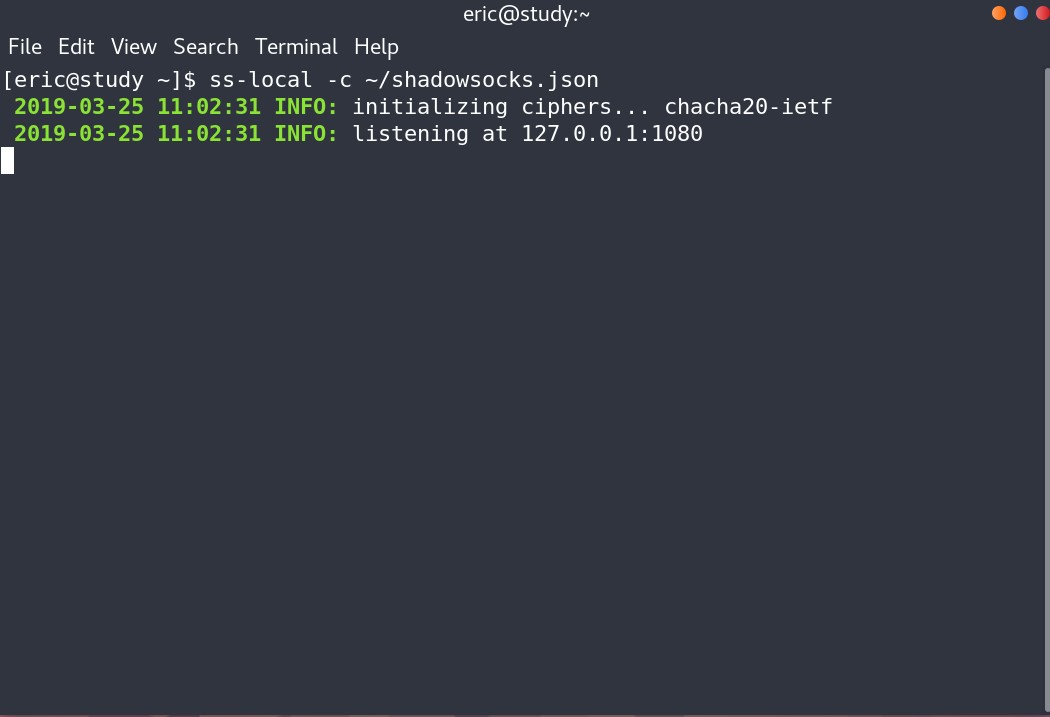 eric@study:~
File Edit View Search Terminal Help
[eric@study ~]$ ss-local -c ~/shadowsocks.json
2019-03-25 11:02:31 INFO: initializing ciphers... chacha20-ietf
2019-03-25 11:02:31 INFO: listening at 127.0.0.1:1080